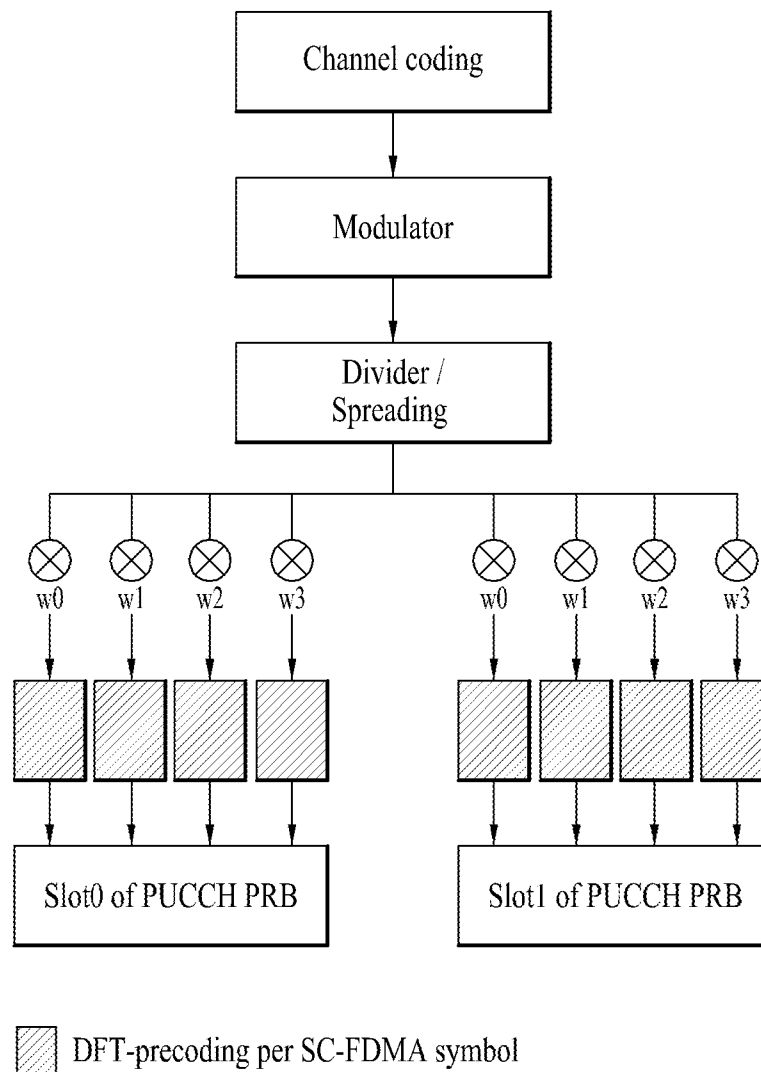 Channel coding
Modulator
Divider /
Spreading
w0 w1 w2 w3 w0 w1 w2 w3
Slot0 of PUCCH PRB Slot1 of PUCCH PRB
DFT-precoding per SC-FDMA symbol